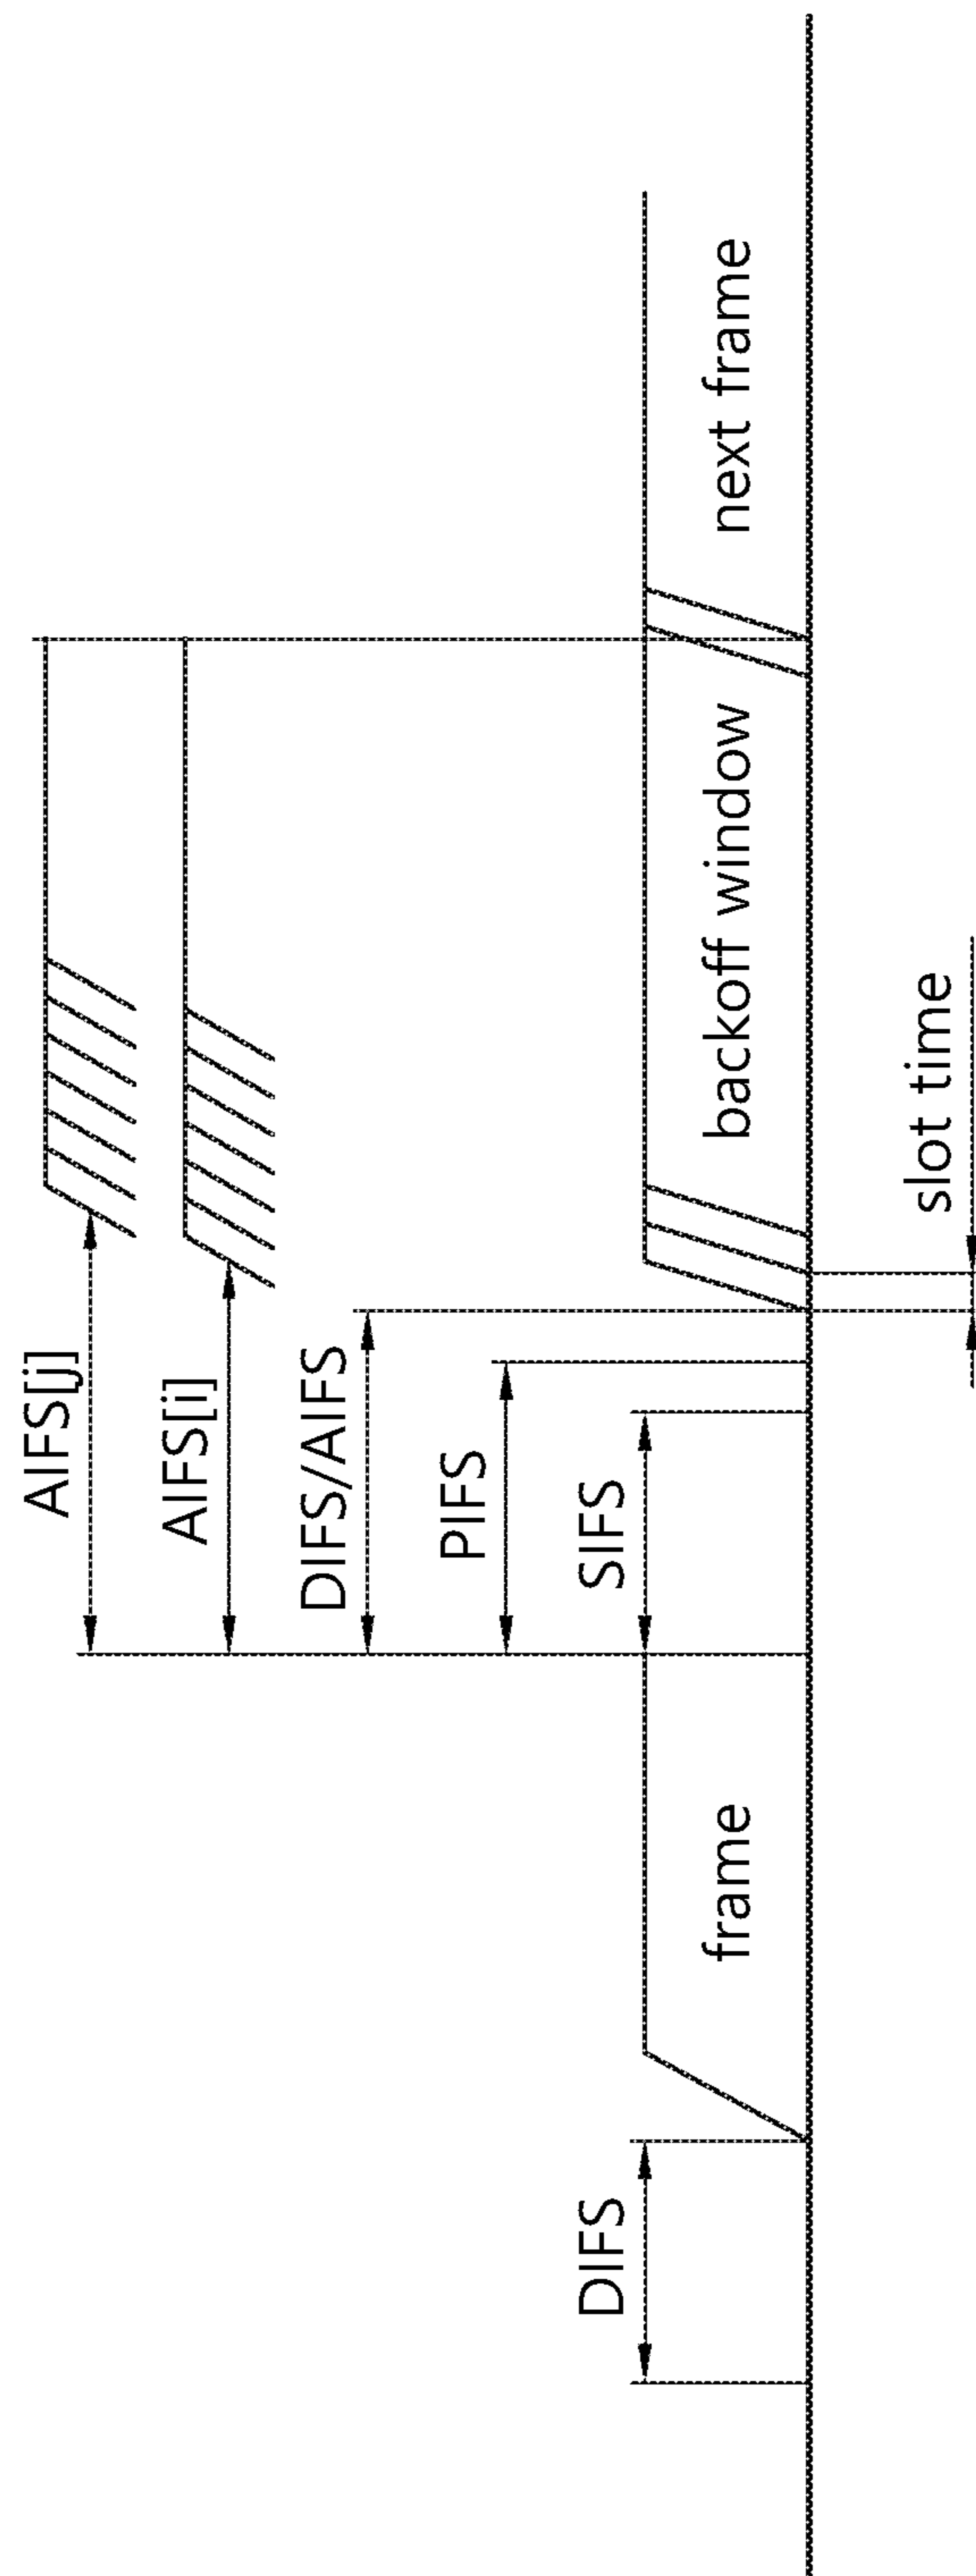 AIFS[j]
AIFS[i]
DIFS/AIFS
PIFS
DIFS
SIFS
frame
backoff window
next frame
slot time